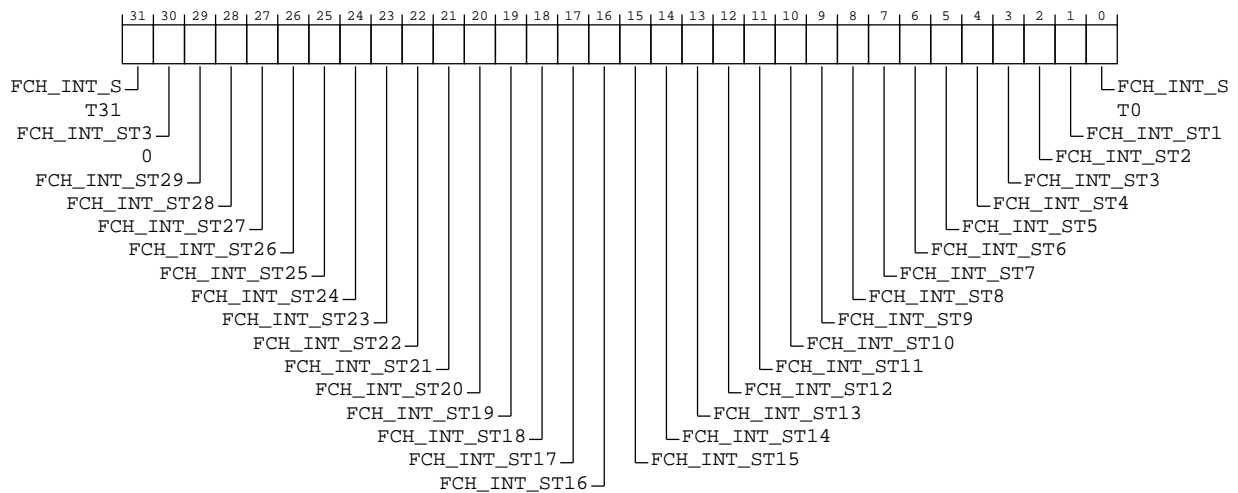 31 30 29 28 27 26 25 24 23 22 21 20 19 18 17 16 15 14 13 12 11 10 9 8 7 6 5 4 3 2 1 0
FCH_INT_S FCH_INT_S
T31 T0
FCH_INT_ST3 FCH_INT_ST1
0 FCH_INT_ST2
FCH_INT_ST29 FCH_INT_ST3
FCH_INT_ST28 FCH_INT_ST4
FCH_INT_ST27 FCH_INT_ST5
FCH_INT_ST26 FCH_INT_ST6
FCH_INT_ST25 FCH_INT_ST7
FCH_INT_ST24 FCH_INT_ST8
FCH_INT_ST23 FCH_INT_ST9
FCH_INT_ST22 FCH_INT_ST10
FCH_INT_ST21 FCH_INT_ST11
FCH_INT_ST20 FCH_INT_ST12
FCH_INT_ST19 FCH_INT_ST13
FCH_INT_ST18 FCH_INT_ST14
FCH_INT_ST17 FCH_INT_ST15
FCH_INT_ST16